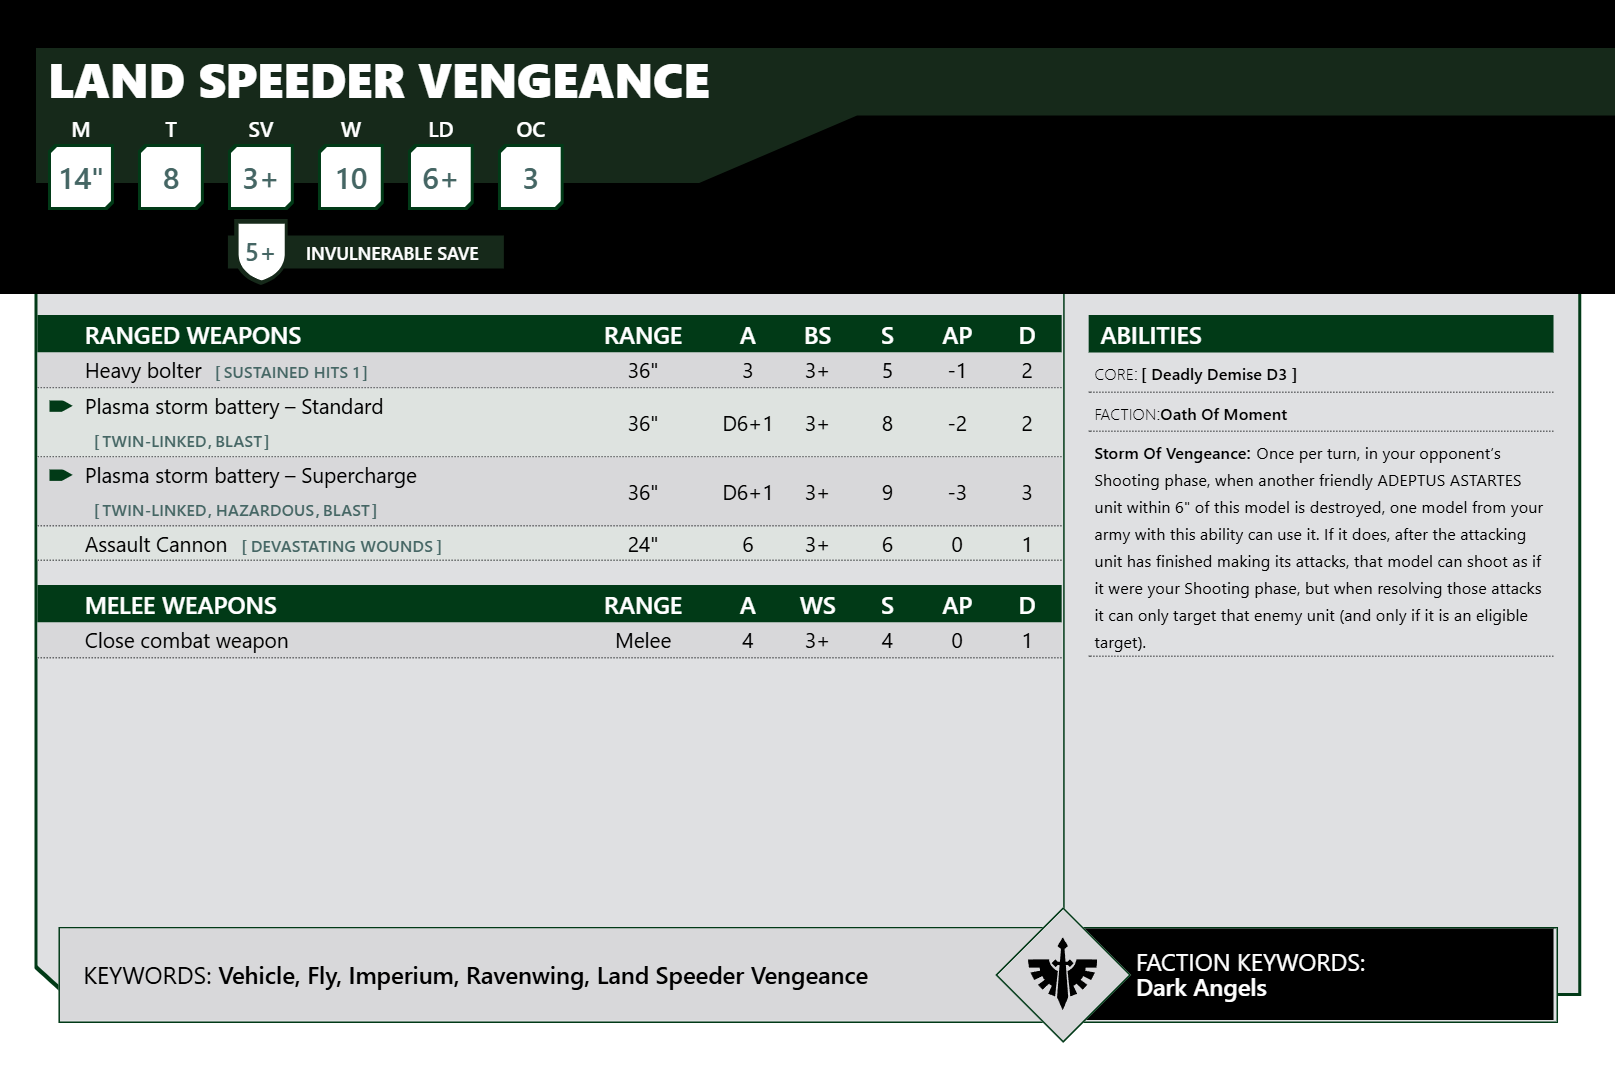 LAND SPEEDER VENGEANCE
M T SV W LD OC
14" 8 3+ 10 6+ 3
5+ INVULNERABLE SAVE
RANGED WEAPONS RANGE A BS S AP D
Heavy bolter [ SUSTAINED HITS 1 ] 36" 3 3+ 5 -1 2
Plasma storm battery – Standard
[ TWIN-LINKED, BLAST ] 36" D6+1 3+ 8 -2 2
Plasma storm battery – Supercharge
[ TWIN-LINKED, HAZARDOUS, BLAST ] 36" D6+1 3+ 9 -3 3
Assault Cannon [ DEVASTATING WOUNDS ] 24" 6 3+ 6 0 1
MELEE WEAPONS RANGE A WS S AP D
Close combat weapon Melee 4 3+ 4 0 1
ABILITIES
CORE: [ Deadly Demise D3 ]
FACTION:Oath Of Moment
Storm Of Vengeance: Once per turn, in your opponent’s
Shooting phase, when another friendly ADEPTUS ASTARTES
unit within 6" of this model is destroyed, one model from your
army with this ability can use it. If it does, after the attacking
unit has finished making its attacks, that model can shoot as if
it were your Shooting phase, but when resolving those attacks
it can only target that enemy unit (and only if it is an eligible
target).
KEYWORDS: Vehicle, Fly, Imperium, Ravenwing, Land Speeder Vengeance
FACTION KEYWORDS:
Dark Angels